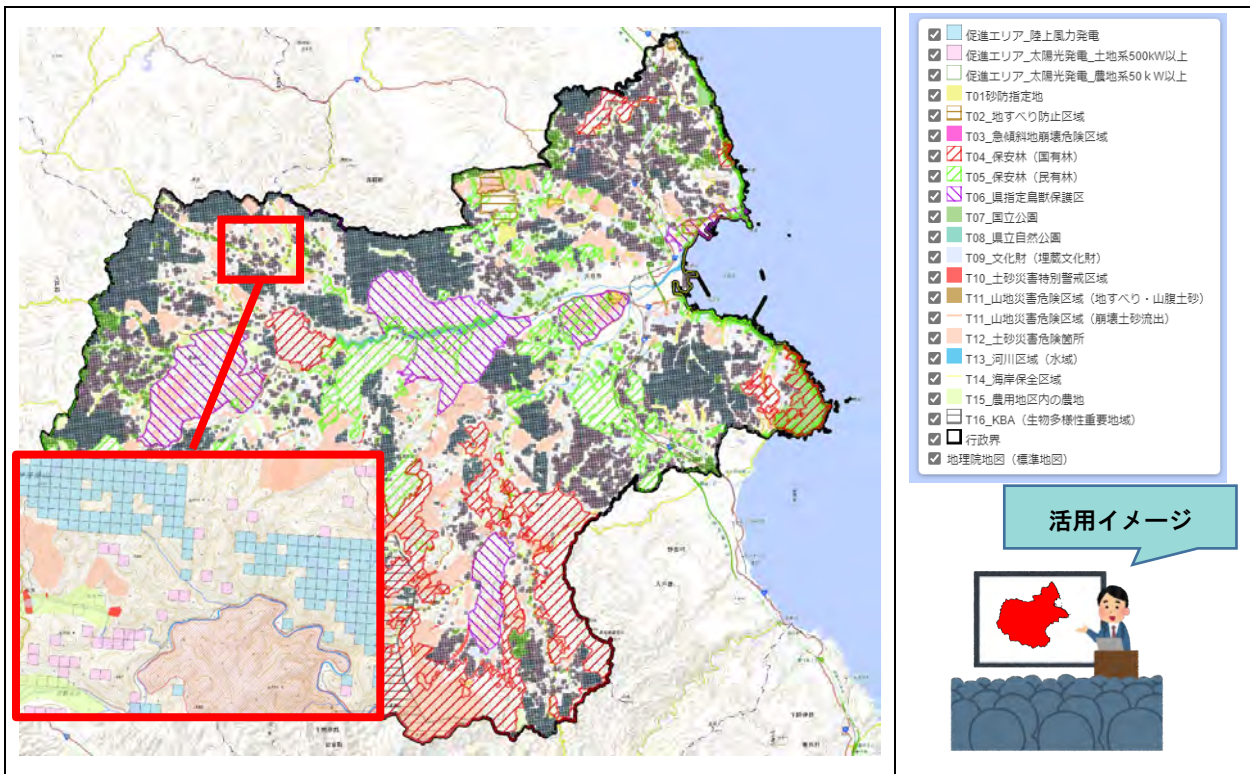 促進エリア_陸上風力発電
促進エリア_太陽光発電_土地系500kW以上
促進エリア_太陽光発電_農地系50kW以上
T01砂防指定地
T02_地すべり防止区域
T03_急傾斜地崩壊危険区域
T04_保安林（国有林）
T05_保安林（民有林）
T06_県指定鳥獣保護区
T07_国立公園
T08_県立自然公園
T09_文化財（埋蔵文化財）
T10_土砂災害特別警戒区域
T11_山地災害危険区域（地すべり・山腹土砂）
T11_山地災害危険区域（崩壊土砂流出）
T12_土砂災害危険箇所
T13_河川区域（水域）
T14_海岸保全区域
T15_農用地区内の農地
T16_KBA（生物多様性重要地域）
行政界
地理院地図（標準地図）
活用イメージ